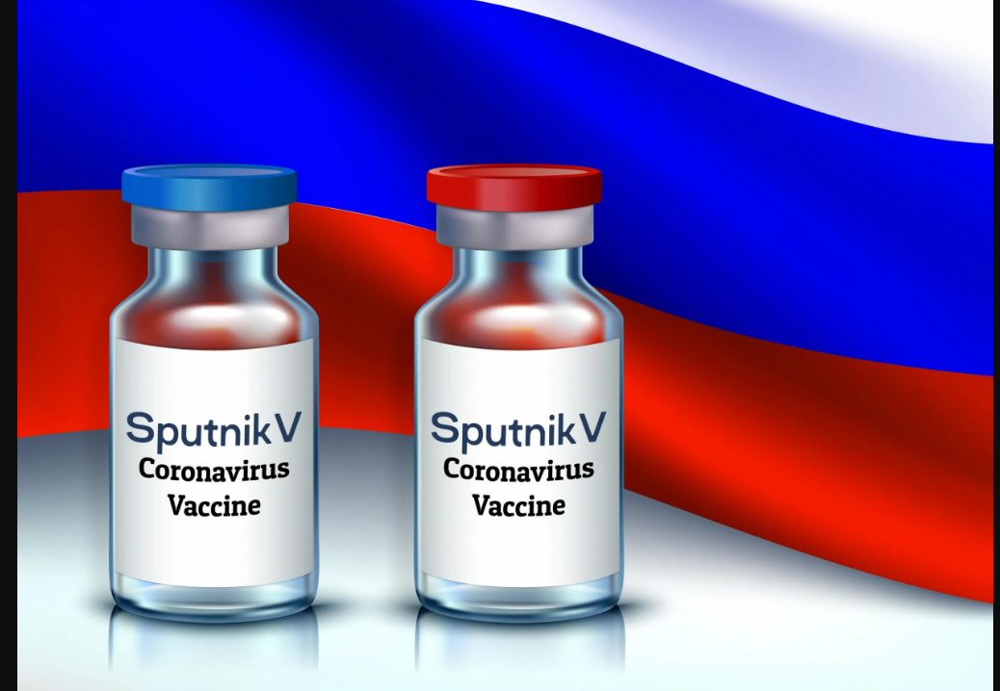 Sputnik V
Coronavirus
Vaccine
Sputnik V
Coronavirus
Vaccine